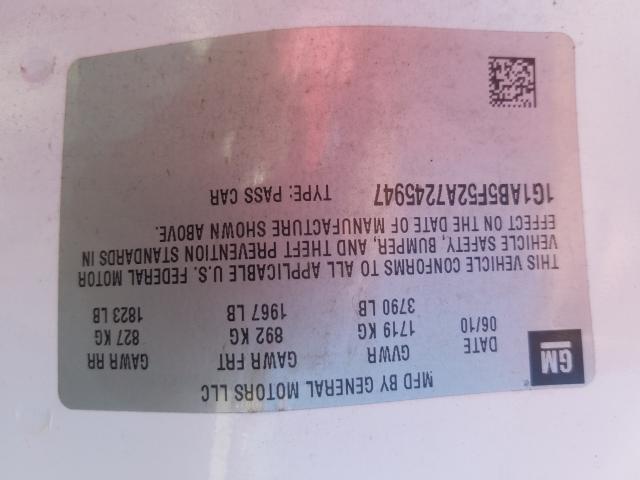 MFD BY GENERAL MOTORS LLC
GM
DATE GVWR GAWR FRT GAWR RR
06/10 1719 KG 892 KG 827 KG
3790 LB 1967 LB 1823 LB
THIS VEHICLE CONFORMS TO ALL APPLICABLE U.S. FEDERAL MOTOR
VEHICLE SAFETY, BUMPER, AND THEFT PREVENTION STANDARDS IN
EFFECT ON THE DATE OF MANUFACTURE SHOWN ABOVE.
1G1AB5F52A7245947 TYPE: PASS CAR